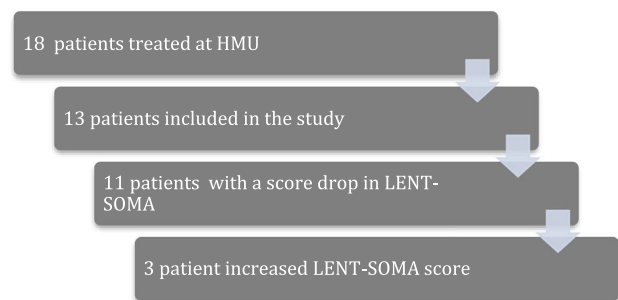 18 patients treated at HMU
13 patients included in the study
11 patients with a score drop in LENT-
SOMA
3 patient increased LENT-SOMA score